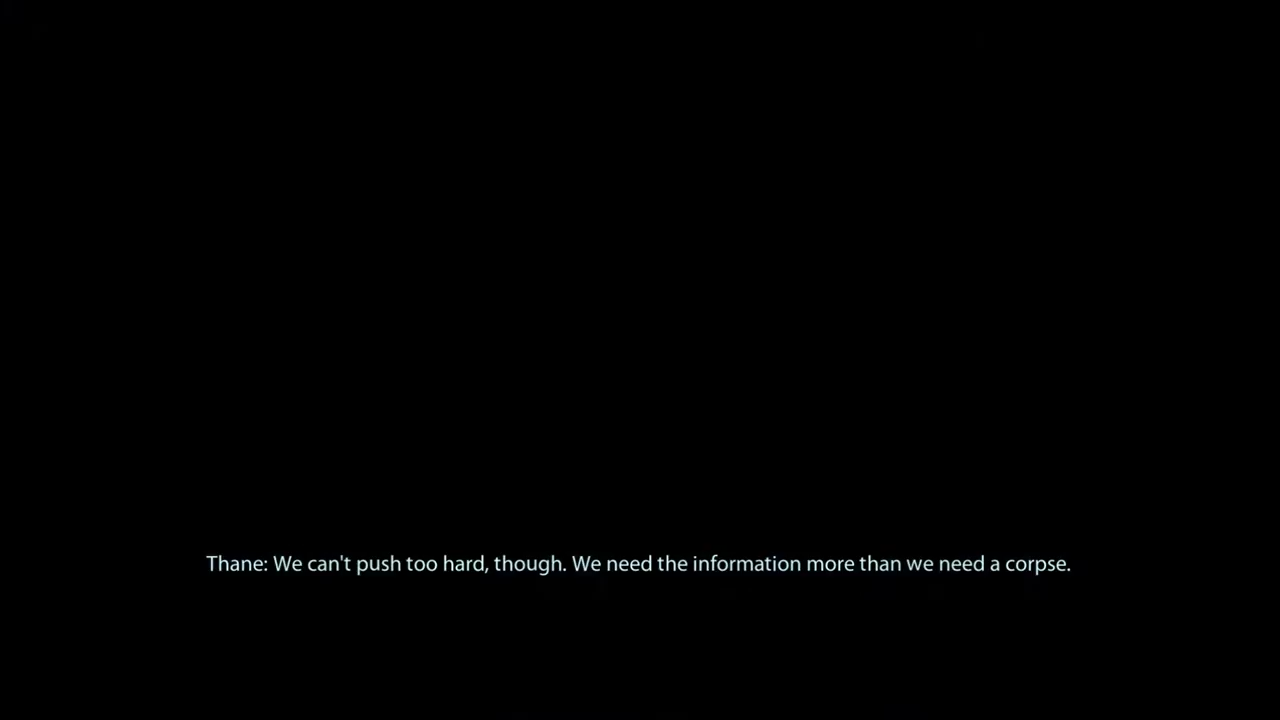 Thane: We can't push too hard, though. We need the information more than we need a corpse.